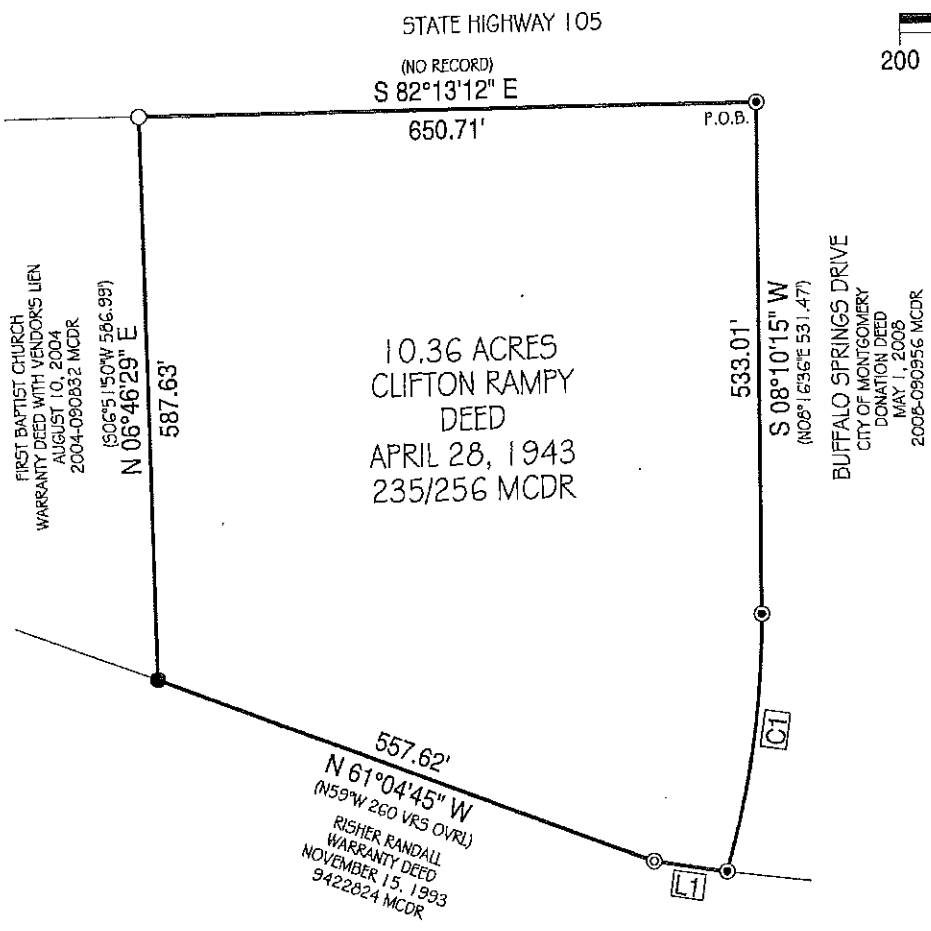 STATE HIGHWAY 105
200
(NO RECORD)
S 82°13'12" E
650.71'
P.O.B.
FIRST BAPTIST CHURCH
WARRANTY DEED WITH VENDORS LIEN
AUGUST 10, 2004
2004-090832 MCDR
(S06°51'50"W 586.99')
N 06°46'29" E
587.63'
10.36 ACRES
CLIFTON RAMPY
DEED
APRIL 28, 1943
235/256 MCDR
533.01'
S 08°10'15" W
(N08°16'36"E 531.47')
BUFFALO SPRINGS DRIVE
CITY OF MONTGOMERY
DONATION DEED
MAY 1, 2008
2008-090956 MCDR
C1
557.62'
N 61°04'45" W
(N59°W 260 VRS OVRL)
RISHER RANDALL
WARRANTY DEED
NOVEMBER 15, 1993
9422824 MCDR
L1